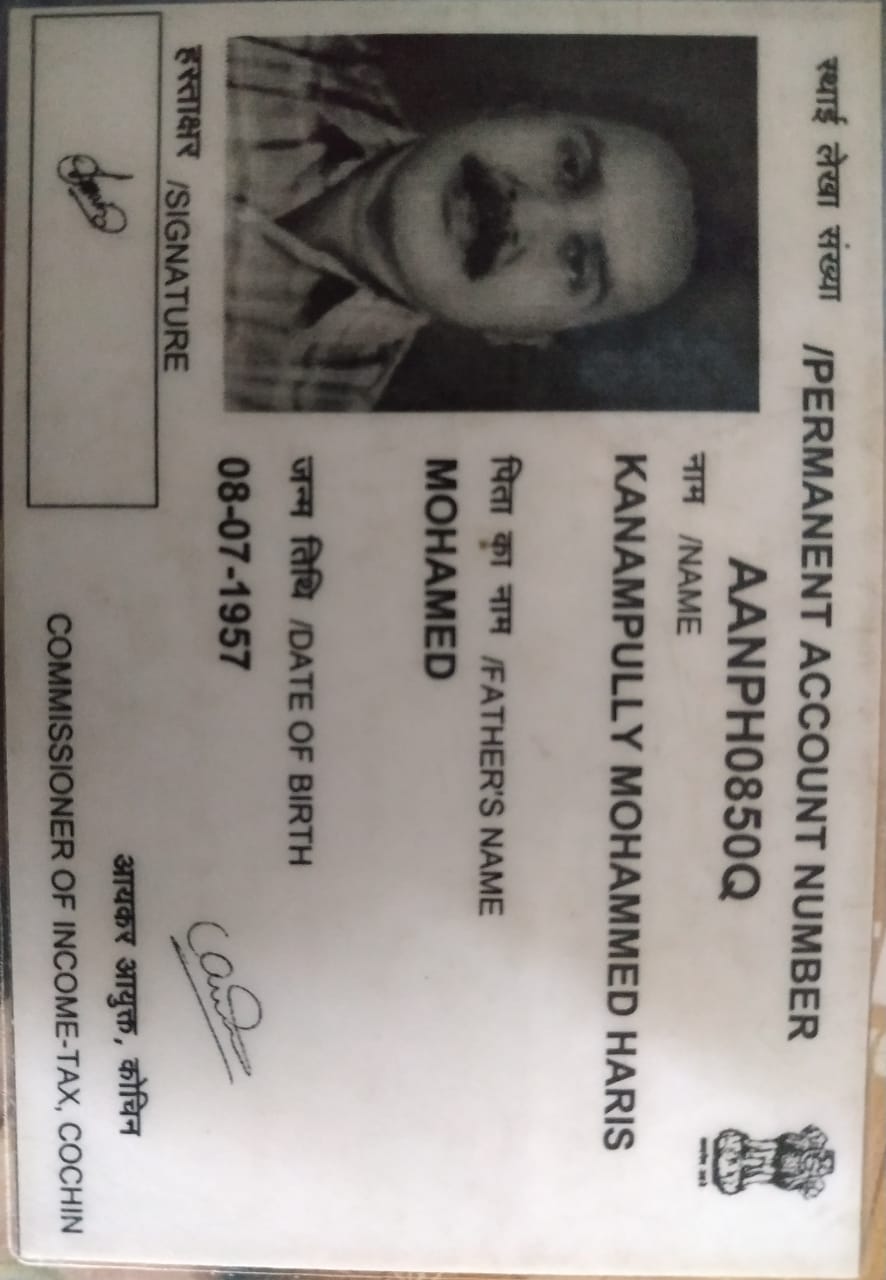 स्थाई लेखा संख्या /PERMANENT ACCOUNT NUMBER
AANPH0850Q
नाम /NAME
KANAMPULLY MOHAMMED HARIS
पिता का नाम /FATHER'S NAME
MOHAMED
जन्म तिथि /DATE OF BIRTH
08-07-1957
हस्ताक्षर /SIGNATURE
आयकर आयुक्त, कोचिन
COMMISSIONER OF INCOME-TAX, COCHIN